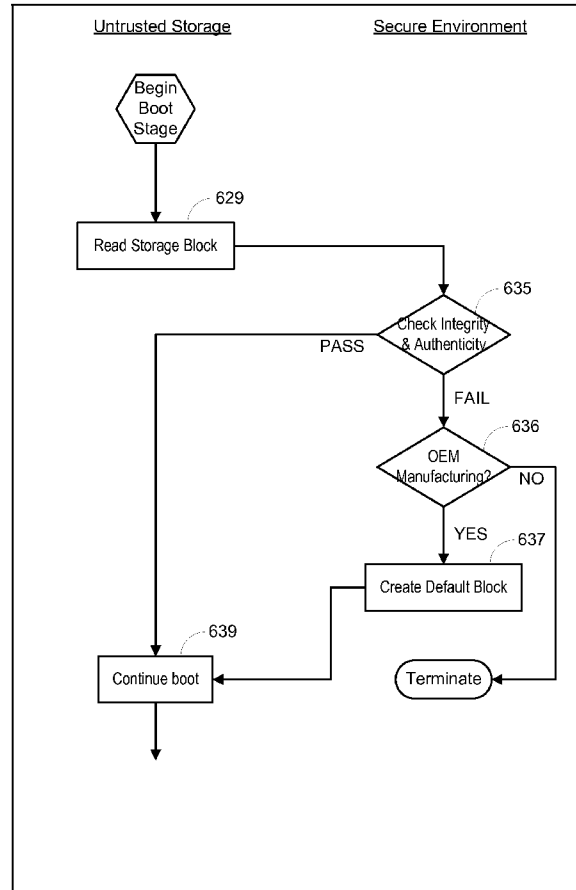 Untrusted Storage
Secure Environment
Begin
Boot
Stage
629
Read Storage Block
635
Check Integrity
& Authenticity
PASS
FAIL
636
OEM
Manufacturing?
NO
YES
637
Create Default Block
639
Continue boot
Terminate